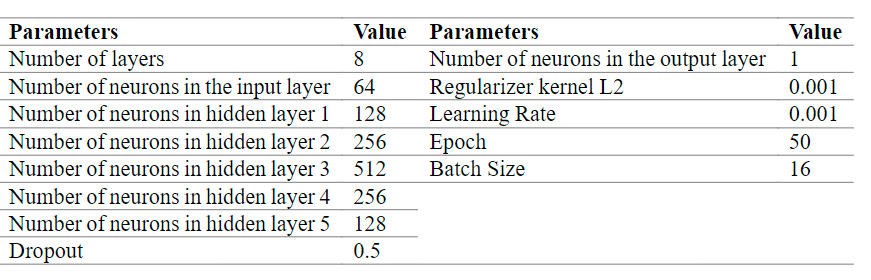 Parameters Value Parameters Value
Number of layers 8 Number of neurons in the output layer 1
Number of neurons in the input layer 64 Regularizer kernel L2 0.001
Number of neurons in hidden layer 1 128 Learning Rate 0.001
Number of neurons in hidden layer 2 256 Epoch 50
Number of neurons in hidden layer 3 512 Batch Size 16
Number of neurons in hidden layer 4 256
Number of neurons in hidden layer 5 128
Dropout 0.5